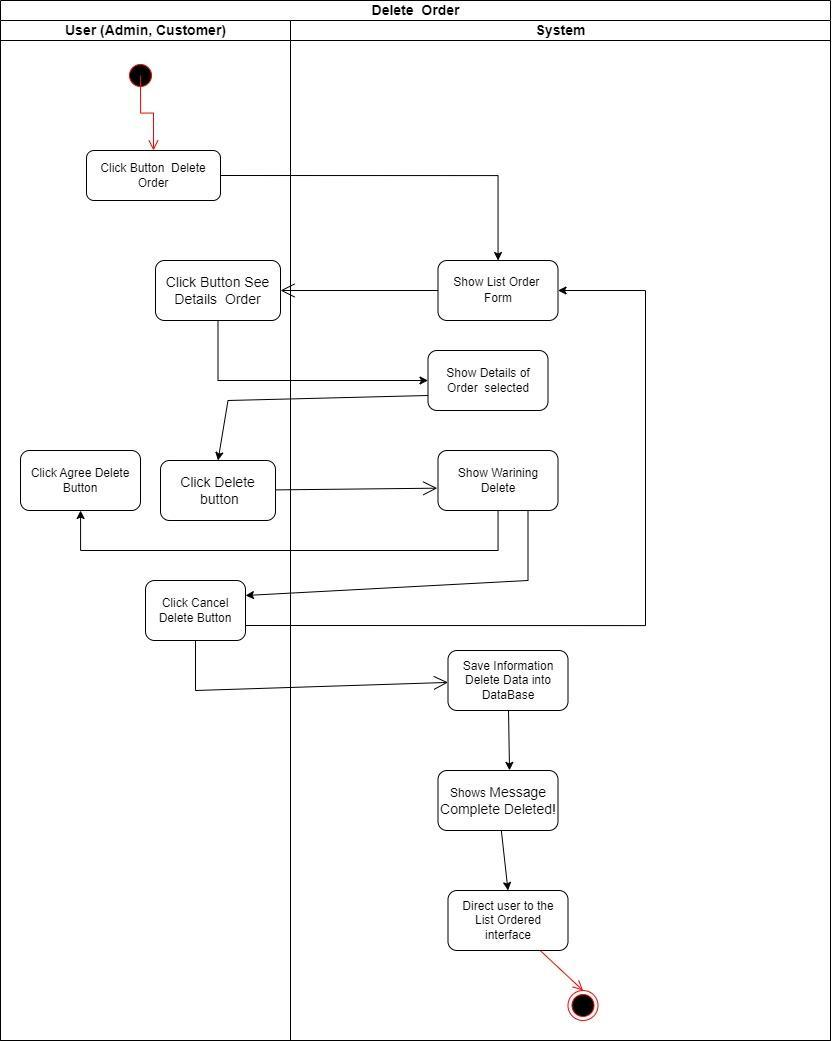 Delete Order
User (Admin, Customer)
System
Click Button Delete
Order
Click Button See
Details Order
Show List Order
Form
Show Details of
Order selected
Click Agree Delete
Button
Click Delete
button
Show Warining
Delete
Click Cancel
Delete Button
Save Information
Delete Data into
DataBase
Shows Message
Complete Deleted!
Direct user to the
List Ordered
interface